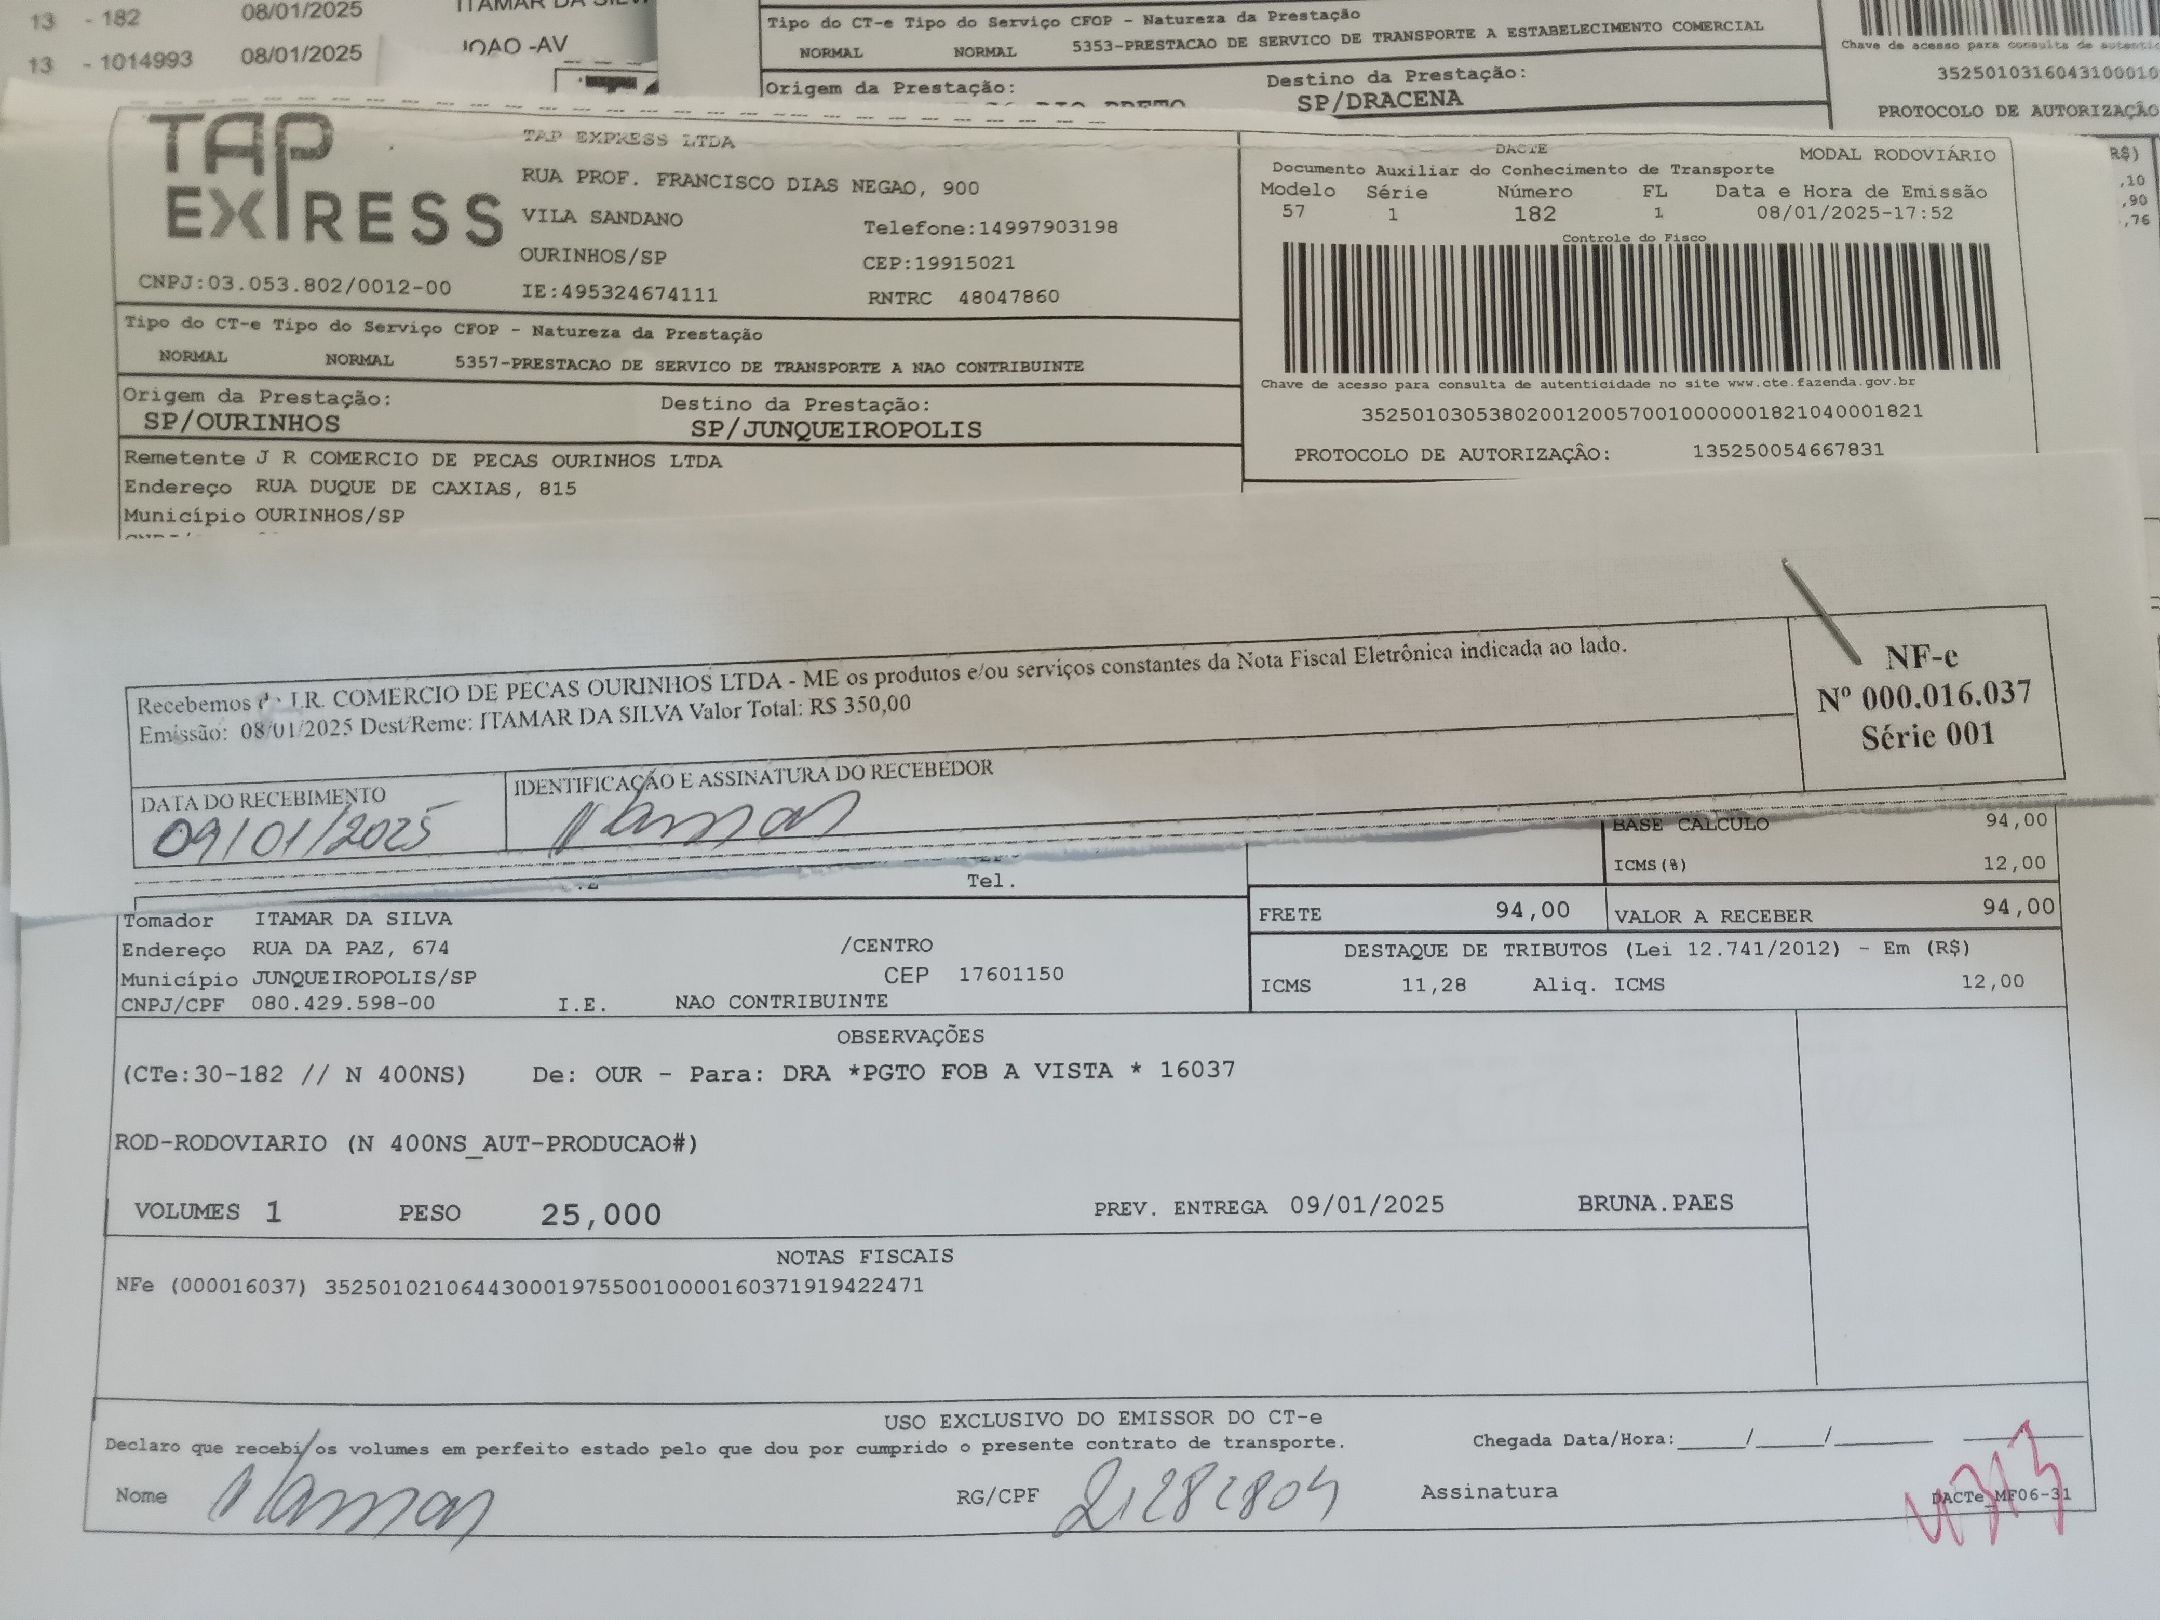 13 - 182 08/01/2025 ITAMAR DA SILVA
13 - 1014993 08/01/2025 JOAO -AV
Tipo do CT-e Tipo do Serviço CFOP - Natureza da Prestação
NORMAL NORMAL 5353-PRESTACAO DE SERVICO DE TRANSPORTE A ESTABELECIMENTO COMERCIAL
Origem da Prestação: Destino da Prestação:
SP/DRACENA
Chave de acesso para consulta de
3525010316043100010
PROTOCOLO DE AUTORIZAÇÃO
R$)
,10
,90
,76
TAP EXPRESS
TAP EXPRESS LTDA
RUA PROF. FRANCISCO DIAS NEGAO, 900
VILA SANDANO Telefone:14997903198
OURINHOS/SP CEP:19915021
CNPJ:03.053.802/0012-00 IE:495324674111 RNTRC 48047860
DACTE MODAL RODOVIÁRIO
Documento Auxiliar do Conhecimento de Transporte
Modelo Série Número FL Data e Hora de Emissão
57 1 182 1 08/01/2025-17:52
Controle do Fisco
Chave de acesso para consulta de autenticidade no site www.cte.fazenda.gov.br
35250103053802001200570010000001821040001821
PROTOCOLO DE AUTORIZAÇÃO: 135250054667831
Tipo do CT-e Tipo do Serviço CFOP - Natureza da Prestação
NORMAL NORMAL 5357-PRESTACAO DE SERVICO DE TRANSPORTE A NAO CONTRIBUINTE
Origem da Prestação: Destino da Prestação:
SP/OURINHOS SP/JUNQUEIROPOLIS
Remetente J R COMERCIO DE PECAS OURINHOS LTDA
Endereço RUA DUQUE DE CAXIAS, 815
Município OURINHOS/SP
Recebemos de J.R. COMERCIO DE PECAS OURINHOS LTDA - ME os produtos e/ou serviços constantes da Nota Fiscal Eletrônica indicada ao lado.
Emissão: 08/01/2025 Dest/Reme: ITAMAR DA SILVA Valor Total: R$ 350,00
NF-e
Nº 000.016.037
Série 001
DATA DO RECEBIMENTO IDENTIFICAÇÃO E ASSINATURA DO RECEBEDOR
09/01/2025 Itamar
BASE CALCULO 94,00
Tel. ICMS(%) 12,00
FRETE 94,00 VALOR A RECEBER 94,00
Tomador ITAMAR DA SILVA
Endereço RUA DA PAZ, 674 /CENTRO
Município JUNQUEIROPOLIS/SP CEP 17601150
CNPJ/CPF 080.429.598-00 I.E. NAO CONTRIBUINTE
DESTAQUE DE TRIBUTOS (Lei 12.741/2012) - Em (R$)
ICMS 11,28 Aliq. ICMS 12,00
OBSERVAÇÕES
(CTe:30-182 // N 400NS) De: OUR - Para: DRA *PGTO FOB A VISTA * 16037
ROD-RODOVIARIO (N 400NS_AUT-PRODUCAO#)
VOLUMES 1 PESO 25,000 PREV. ENTREGA 09/01/2025 BRUNA.PAES
NOTAS FISCAIS
NFe (000016037) 35250102106443000197550010000160371919422471
USO EXCLUSIVO DO EMISSOR DO CT-e
Declaro que recebi os volumes em perfeito estado pelo que dou por cumprido o presente contrato de transporte. Chegada Data/Hora:_____/_____/_______
Nome Itamar RG/CPF 21282804 Assinatura DACTe_MF06-31